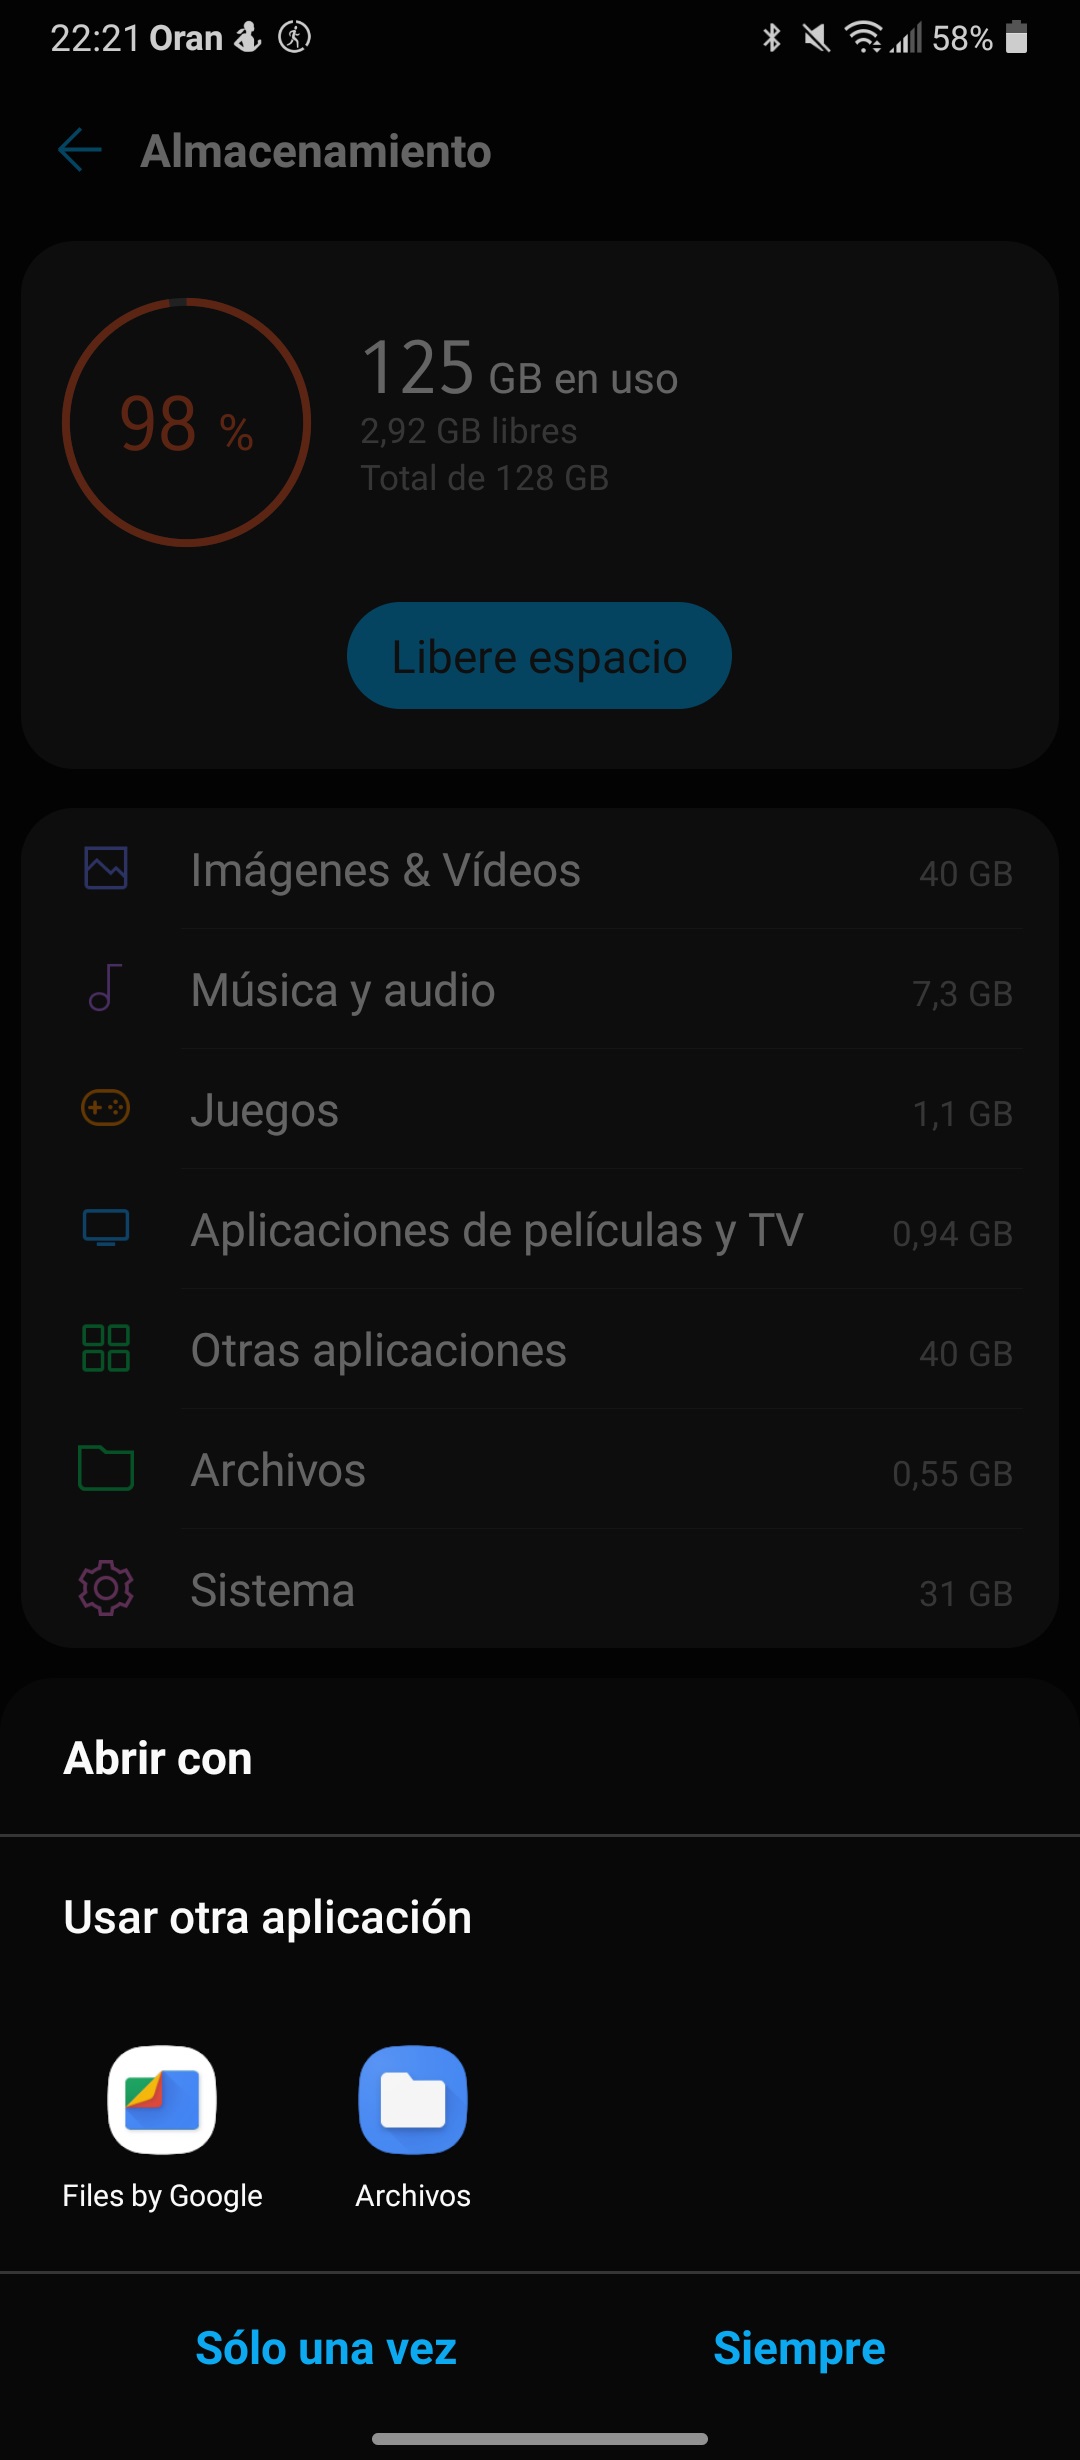 22:21 Oran 58%
Almacenamiento
98 %
125 GB en uso
2,92 GB libres
Total de 128 GB
Libere espacio
Imágenes & Vídeos 40 GB
Música y audio 7,3 GB
Juegos 1,1 GB
Aplicaciones de películas y TV 0,94 GB
Otras aplicaciones 40 GB
Archivos 0,55 GB
Sistema 31 GB
Abrir con
Usar otra aplicación
Files by Google Archivos
Sólo una vez Siempre